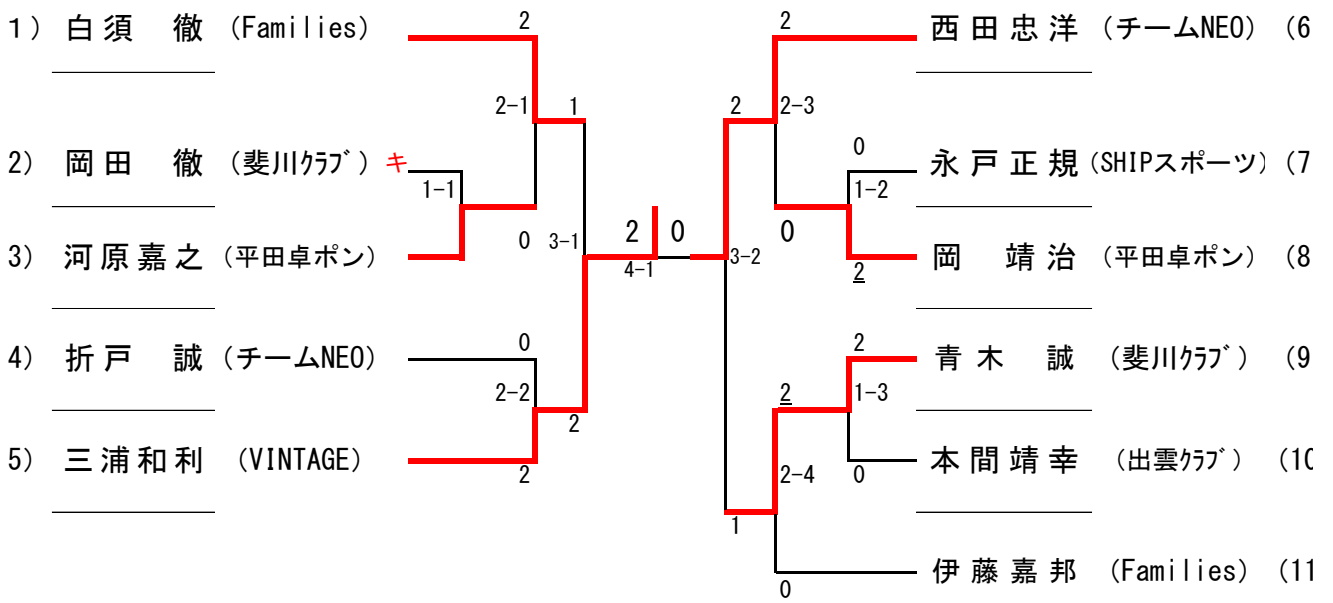 1) 白須 徹 (Families)
2
2-1
1
2) 岡田 徹 (斐川ｸﾗﾌﾞ) キ
1-1
3) 河原嘉之 (平田卓ポン)
0
3-1
4) 折戸 誠 (チームNEO)
0
2-2
2
5) 三浦和利 (VINTAGE)
2
2 0
4-1
2
西田忠洋 (チームNEO) (6
2
2-3
0
永戸正規 (SHIPスポーツ) (7
1-2
0
岡 靖治 (平田卓ポン) (8
2
3-2
2
青木 誠 (斐川ｸﾗﾌﾞ) (9
2
1-3
本間靖幸 (出雲ｸﾗﾌﾞ) (10
0
2-4
1
伊藤嘉邦 (Families) (11
0